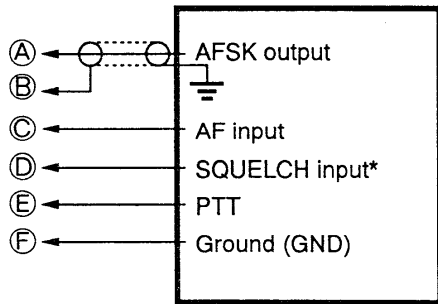 Ⓐ AFSK output
Ⓑ
Ⓒ AF input
Ⓓ SQUELCH input*
Ⓔ PTT
Ⓕ Ground (GND)